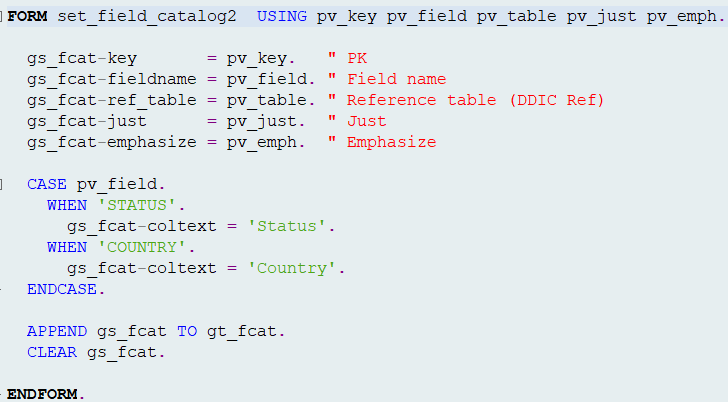 FORM set_field_catalog2  USING pv_key pv_field pv_table pv_just pv_emph.
gs_fcat-key       = pv_key.   " PK
gs_fcat-fieldname = pv_field. " Field name
gs_fcat-ref_table = pv_table. " Reference table (DDIC Ref)
gs_fcat-just      = pv_just.  " Just
gs_fcat-emphasize = pv_emph.  " Emphasize
CASE pv_field.
WHEN 'STATUS'.
gs_fcat-coltext = 'Status'.
WHEN 'COUNTRY'.
gs_fcat-coltext = 'Country'.
ENDCASE.
APPEND gs_fcat TO gt_fcat.
CLEAR gs_fcat.
ENDFORM.